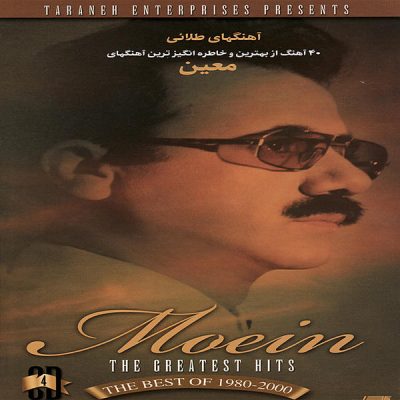 TARANEH ENTERPRISES PRESENTS
آهنگهای طلائی
۴۰ آهنگ از بهترین و خاطره انگیز ترین آهنگهای
معین
Moein
THE GREATEST HITS
4
CD
THE BEST OF 1980-2000